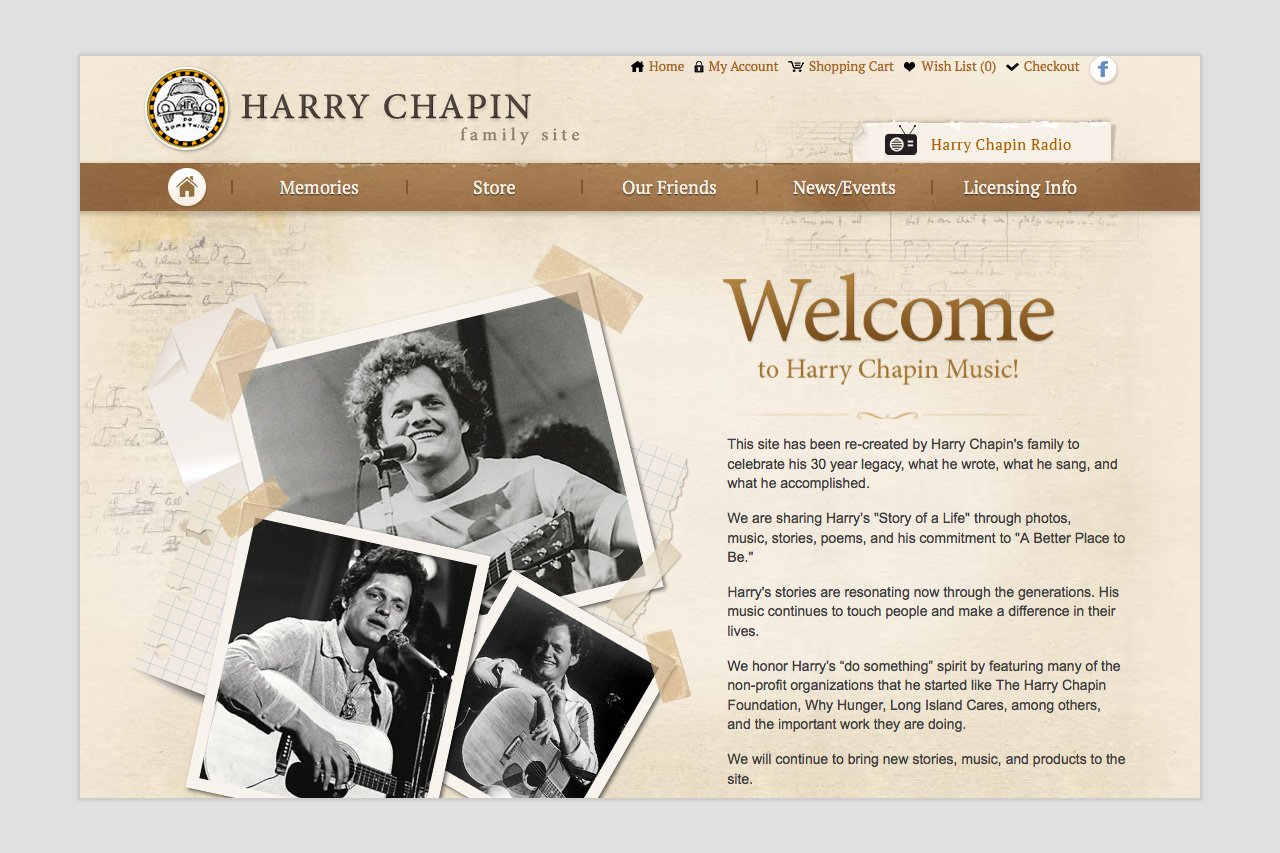 Home My Account Shopping Cart Wish List (0) Checkout f
DO
SOMETHING
HARRY CHAPIN
family site
Harry Chapin Radio
Memories Store Our Friends News/Events Licensing Info
Welcome
to Harry Chapin Music!
This site has been re-created by Harry Chapin's family to
celebrate his 30 year legacy, what he wrote, what he sang, and
what he accomplished.
We are sharing Harry’s "Story of a Life" through photos,
music, stories, poems, and his commitment to "A Better Place to
Be."
Harry's stories are resonating now through the generations. His
music continues to touch people and make a difference in their
lives.
We honor Harry’s “do something” spirit by featuring many of the
non-profit organizations that he started like The Harry Chapin
Foundation, Why Hunger, Long Island Cares, among others,
and the important work they are doing.
We will continue to bring new stories, music, and products to the
site.